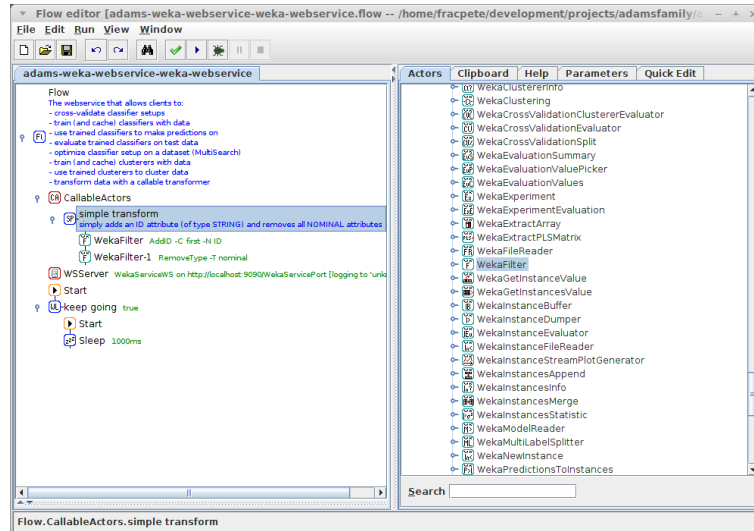 Flow editor [adams-weka-webservice-weka-webservice.flow -- /home/fracpete/development/projects/adamsfamily/
File Edit Run View Window
adams-weka-webservice-weka-webservice
Flow
The webservice that allows clients to:
- cross-validate classifier setups
- train (and cache) classifiers with data
- use trained classifiers to make predictions on
- evaluate trained classifiers on test data
- optimize classifier setup on a dataset (MultiSearch)
- train (and cache) clusterers with data
- use trained clusterers to cluster data
- transform data with a callable transformer
CallableActors
simple transform
simply adds an ID attribute (of type STRING) and removes all NOMINAL attributes
WekaFilter AddID -C first -N ID
WekaFilter-1 RemoveType -T nominal
WSServer WekaServiceWS on http://localhost:9090/WekaServicePort [logging to 'unk
Start
keep going true
Start
Sleep 1000ms
Actors Clipboard Help Parameters Quick Edit
WekaClustererInfo
WekaClustering
WekaCrossValidationClustererEvaluator
WekaCrossValidationEvaluator
WekaCrossValidationSplit
WekaEvaluationSummary
WekaEvaluationValuePicker
WekaEvaluationValues
WekaExperiment
WekaExperimentEvaluation
WekaExtractArray
WekaExtractPLSMatrix
WekaFileReader
WekaFilter
WekaGetInstanceValue
WekaGetInstancesValue
WekaInstanceBuffer
WekaInstanceDumper
WekaInstanceEvaluator
WekaInstanceFileReader
WekaInstanceStreamPlotGenerator
WekaInstancesAppend
WekaInstancesInfo
WekaInstancesMerge
WekaInstancesStatistic
WekaModelReader
WekaMultiLabelSplitter
WekaNewInstance
WekaPredictionsToInstances
Search
Flow.CallableActors.simple transform